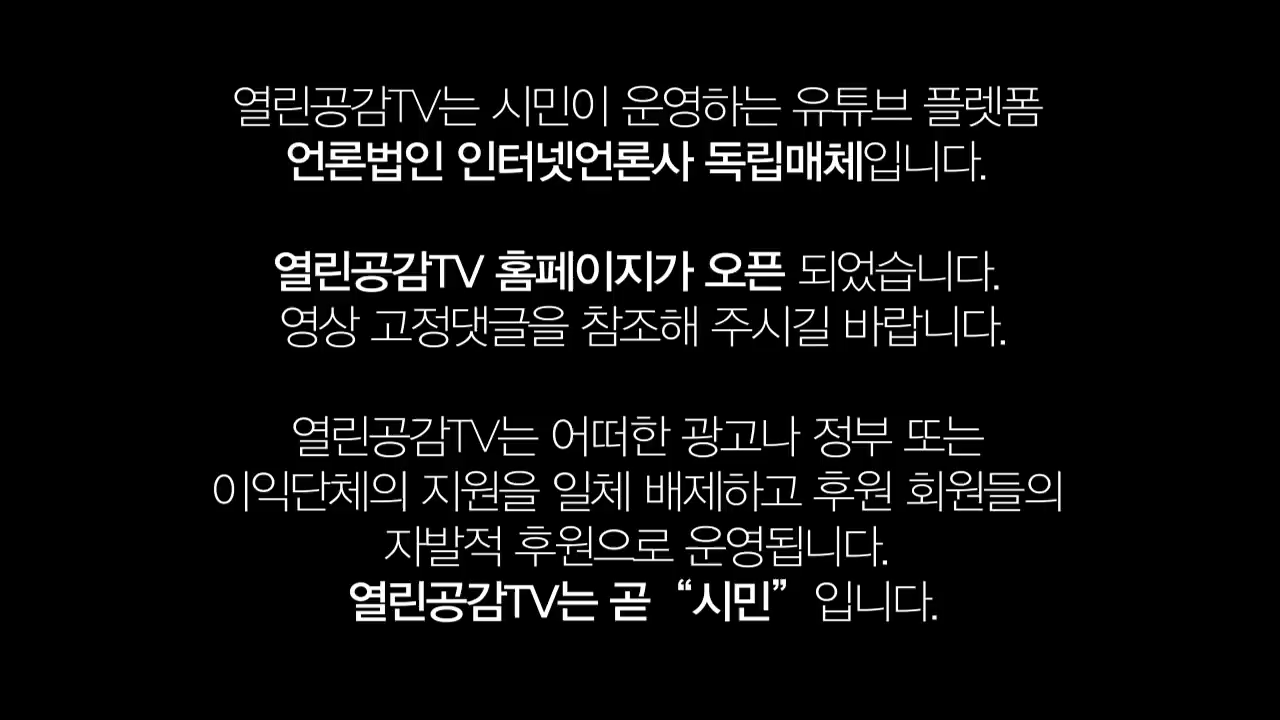 열린공감TV는 시민이 운영하는 유튜브 플렛폼
언론법인 인터넷언론사 독립매체입니다.
열린공감TV 홈페이지가 오픈 되었습니다.
영상 고정댓글을 참조해 주시길 바랍니다.
열린공감TV는 어떠한 광고나 정부 또는
이익단체의 지원을 일체 배제하고 후원 회원들의
자발적 후원으로 운영됩니다.
열린공감TV는 곧 “시민” 입니다.